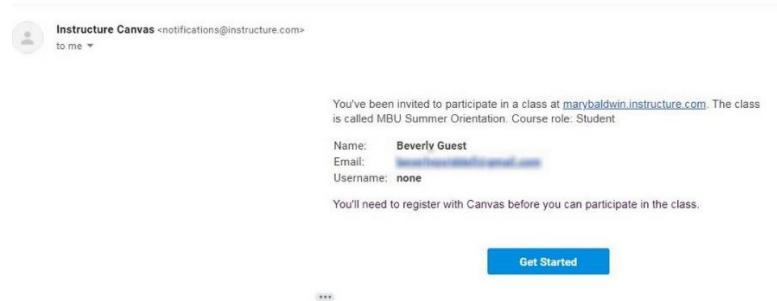 Instructure Canvas <notifications@instructure.com>
to me
You've been invited to participate in a class at marybaldwin.instructure.com. The class
is called MBU Summer Orientation. Course role: Student
Name: Beverly Guest
Email:
Username: none
You'll need to register with Canvas before you can participate in the class.
Get Started